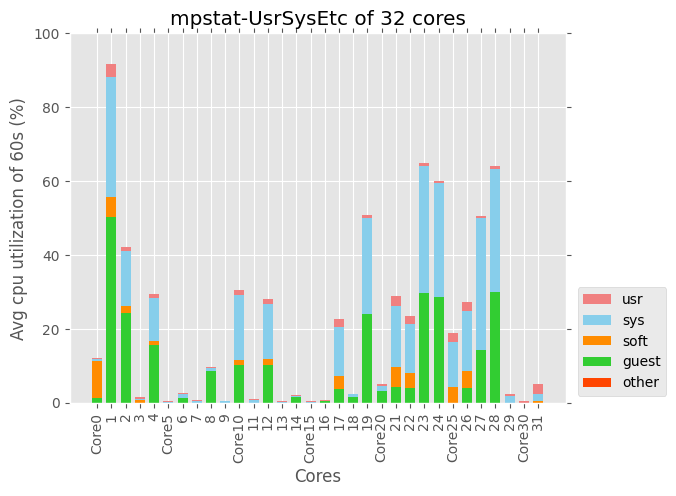 mpstat-UsrSysEtc of 32 cores
Avg cpu utilization of 60s (%)
100
80
60
40
20
0
Core0
1
2
3
4
Core5
6
7
8
9
Core10
11
12
13
14
Core15
16
17
18
19
Core20
21
22
23
24
Core25
26
27
28
29
Core30
31
Cores
usr
sys
soft
guest
other